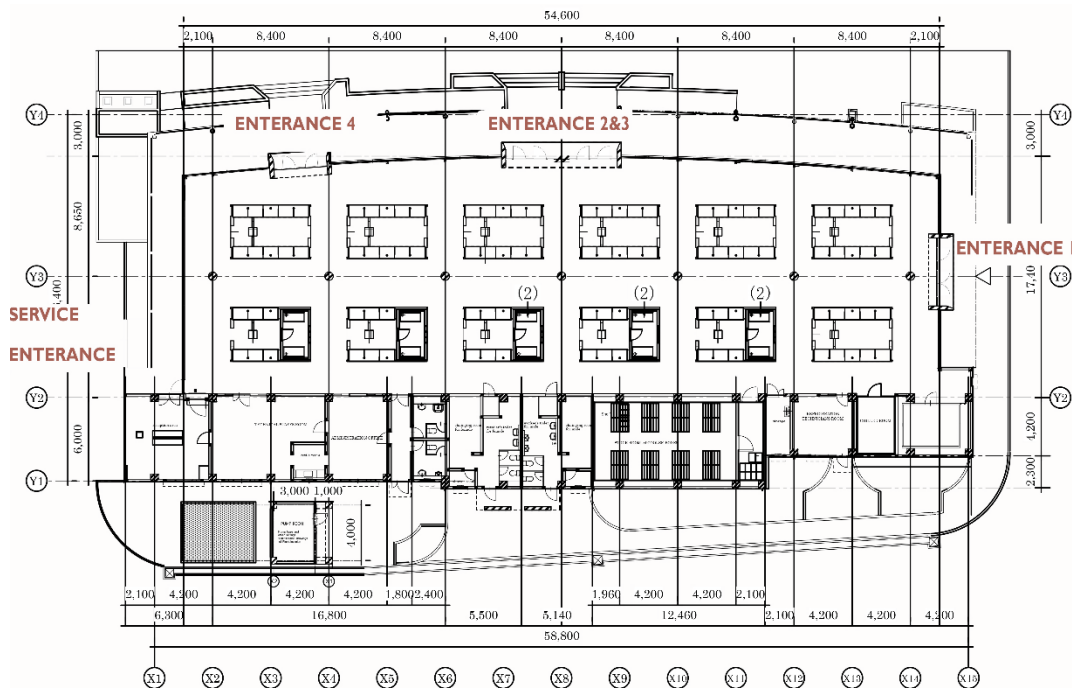 54,600
2,100 8,400 8,400 8,400 8,400 8,400 8,400 2,100
Y4 ENTERANCE 4 ENTERANCE 2&3 Y4
3,000 3,000
8,650
ENTERANCE 1
Y3 Y3
17,40
SERVICE
ENTERANCE
(2) (2) (2)
Y2 Y2
6,000 4,200
2,300
Y1
3,000 1,000
PUMP ROOM
4,000
2,100 4,200 4,200 4,200 4,200 1,800 2,400 1,960 4,200 4,200 2,100
6,300 16,800 5,500 5,140 12,460 2,100 4,200 4,200 4,200
58,800
X1 X2 X3 X4 X5 X6 X7 X8 X9 X10 X11 X12 X13 X14 X15